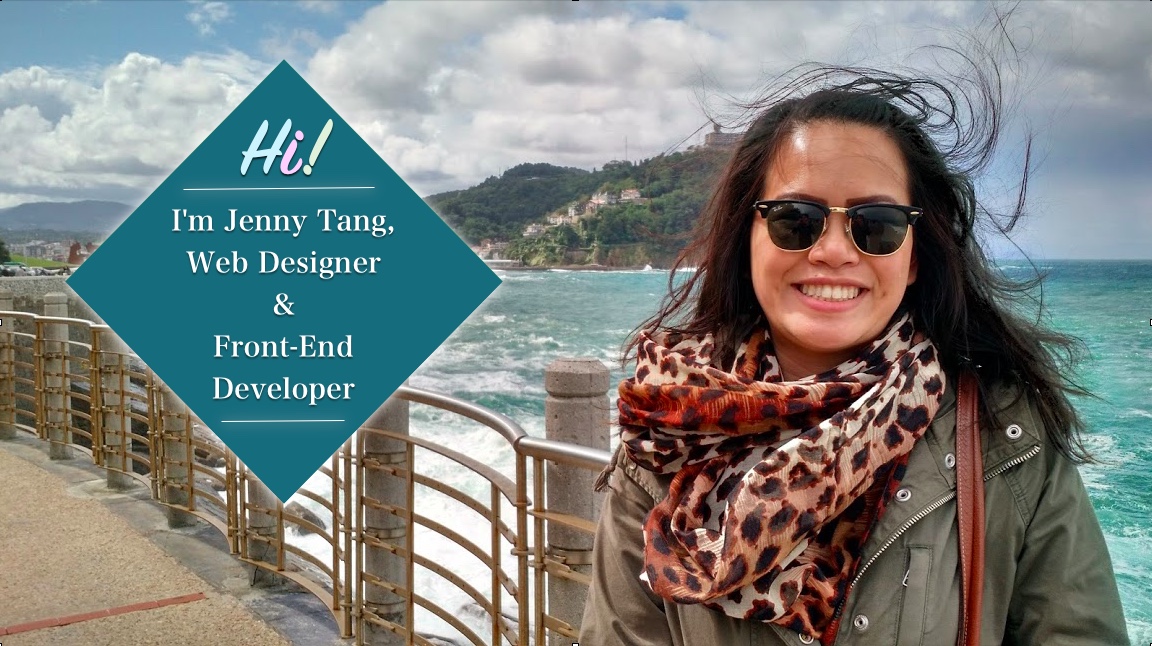 Hi!
I'm Jenny Tang,
Web Designer
&
Front-End
Developer